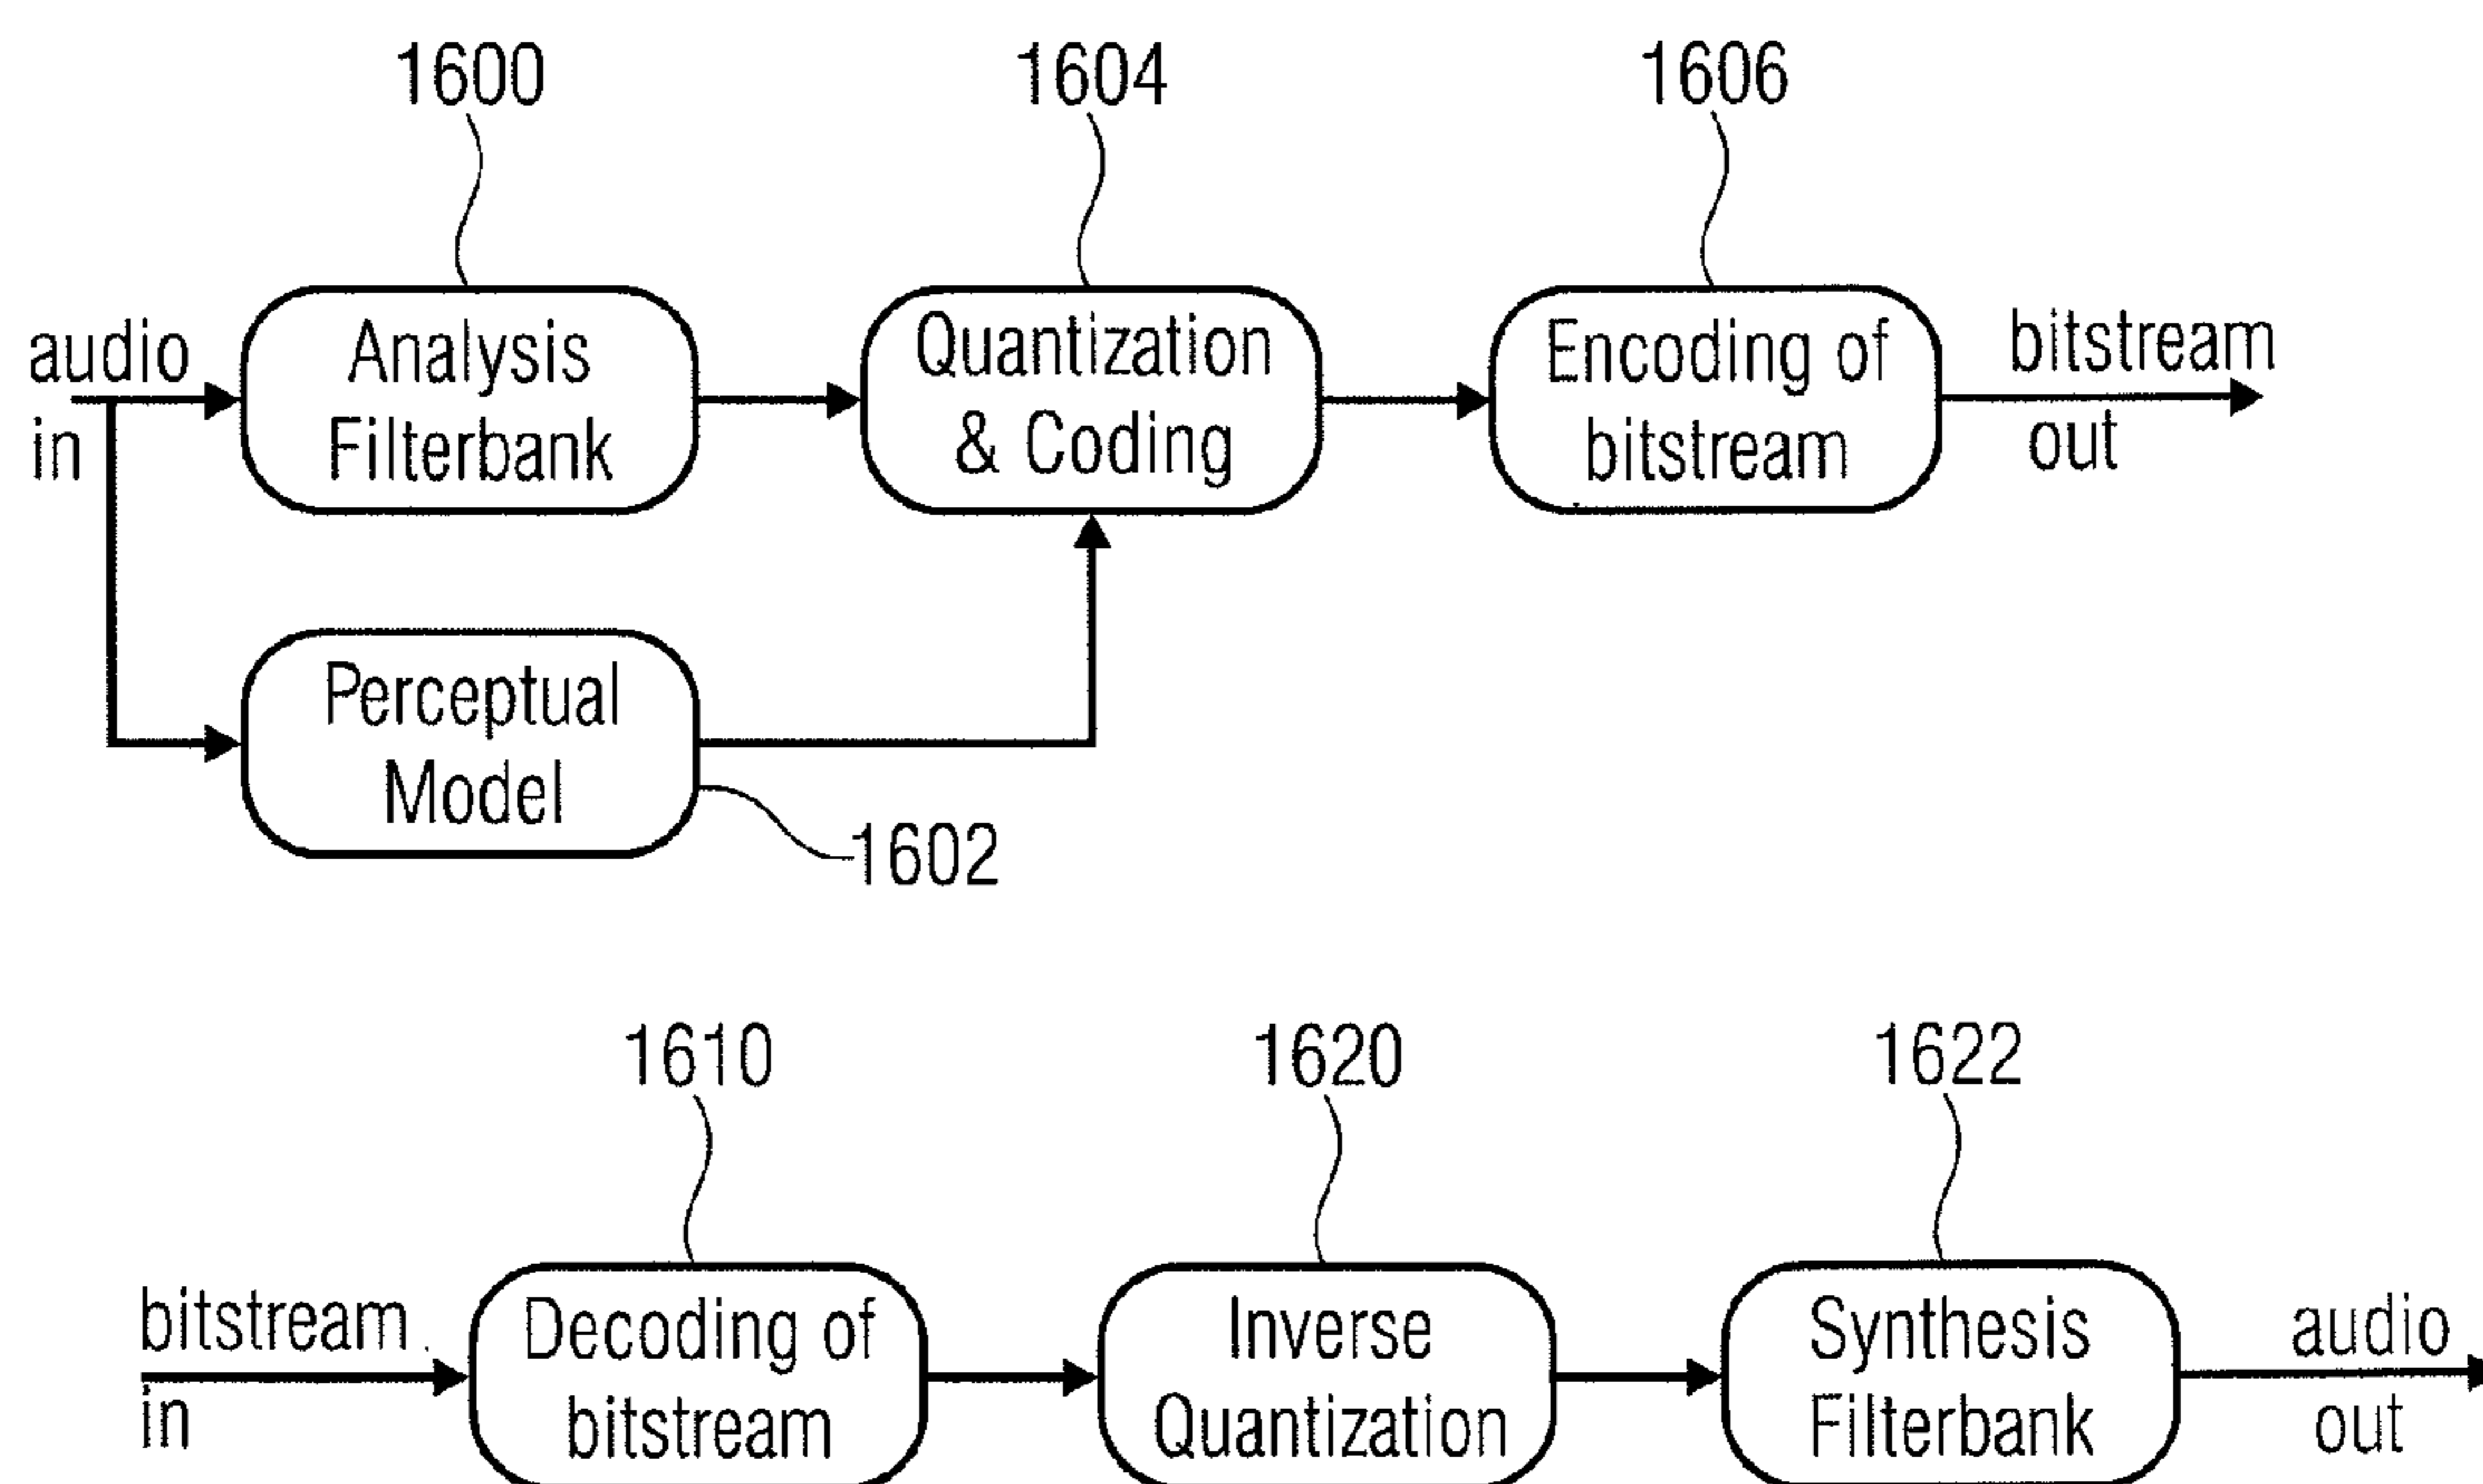 1600
1604
1606
audio
in
Analysis
Filterbank
Quantization
& Coding
Encoding of
bitstream
bitstream
out
Perceptual
Model
1602
1610
1620
1622
bitstream
in
Decoding of
bitstream
Inverse
Quantization
Synthesis
Filterbank
audio
out